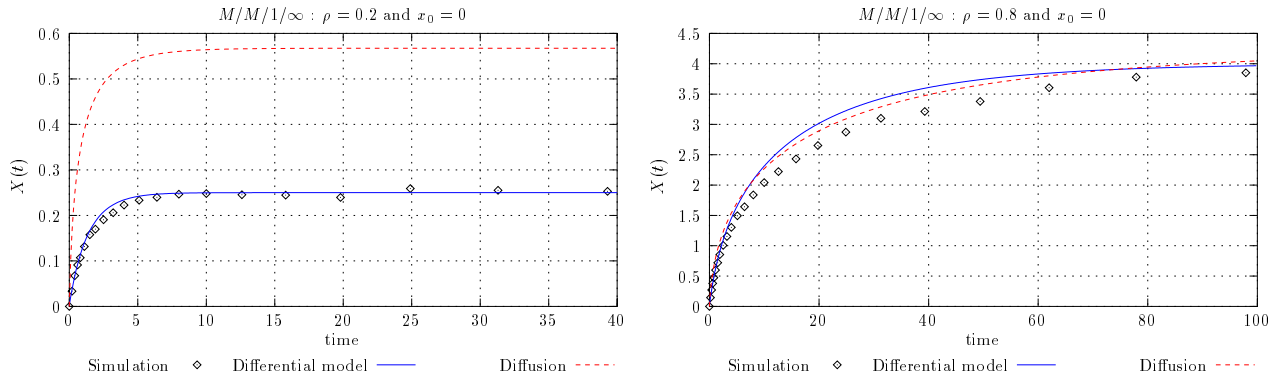 M/M/1/∞ : ρ = 0.2 and x₀ = 0
0.6
0.5
0.4
0.3
0.2
0.1
0
X(t)
0 5 10 15 20 25 30 35 40
time
Simulation Differential model Diffusion
M/M/1/∞ : ρ = 0.8 and x₀ = 0
4.5
4
3.5
3
2.5
2
1.5
1
0.5
0
X(t)
0 20 40 60 80 100
time
Simulation Differential model Diffusion